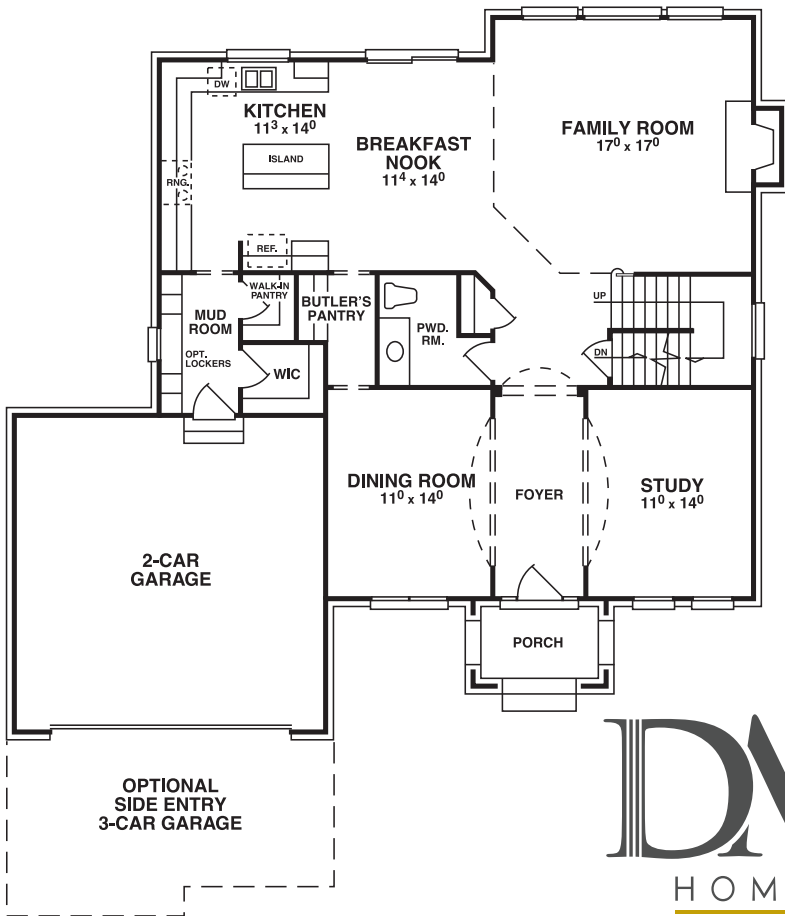 DW
KITCHEN
11³ x 14⁰
ISLAND
RNG.
REF.
BREAKFAST
NOOK
11⁴ x 14⁰
FAMILY ROOM
17⁰ x 17⁰
WALK-IN
PANTRY
MUD
ROOM
OPT.
LOCKERS
WIC
BUTLER'S
PANTRY
PWD.
RM.
UP
DN
DINING ROOM
11⁰ x 14⁰
FOYER
STUDY
11⁰ x 14⁰
2-CAR
GARAGE
PORCH
OPTIONAL
SIDE ENTRY
3-CAR GARAGE
HOM